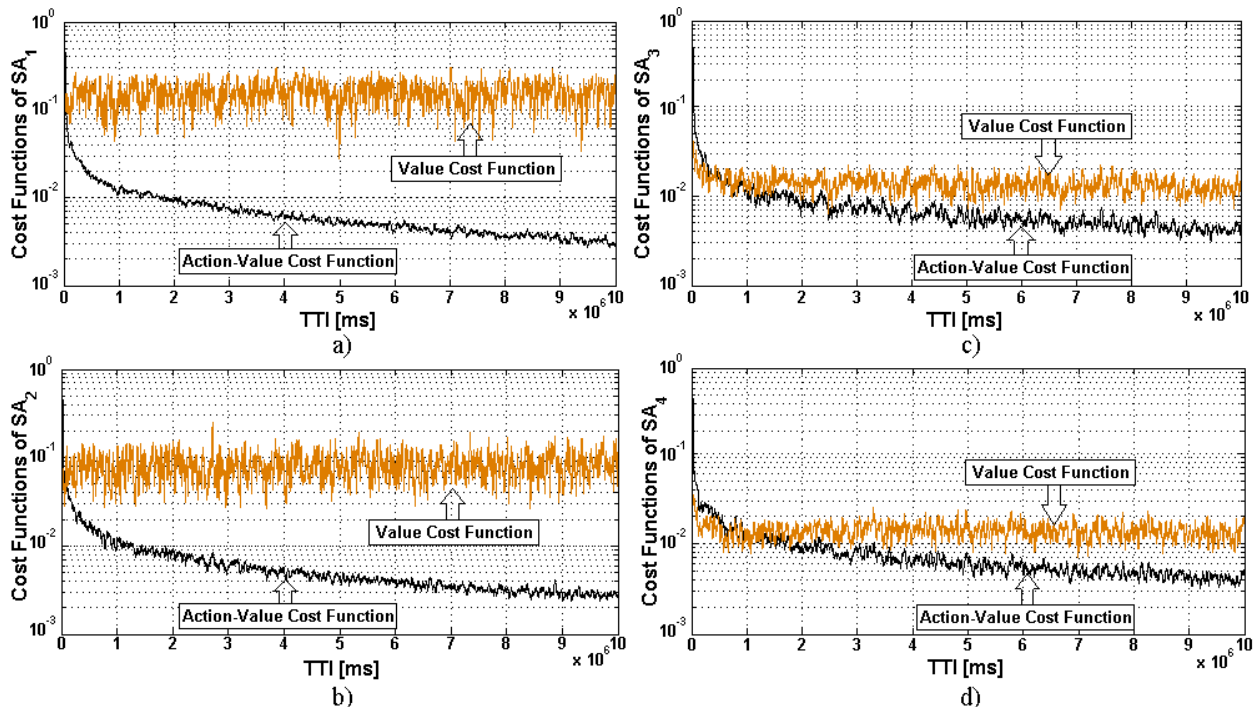 Cost Functions of SA1
10^0
10^-1
10^-2
10^-3
Value Cost Function
Action-Value Cost Function
0 1 2 3 4 5 6 7 8 9 10
x 10^6
TTI [ms]
a)
Cost Functions of SA3
10^0
10^-1
10^-2
10^-3
Value Cost Function
Action-Value Cost Function
0 1 2 3 4 5 6 7 8 9 10
x 10^6
TTI [ms]
c)
Cost Functions of SA2
10^0
10^-1
10^-2
10^-3
Value Cost Function
Action-Value Cost Function
0 1 2 3 4 5 6 7 8 9 10
x 10^6
TTI [ms]
b)
Cost Functions of SA4
10^0
10^-1
10^-2
10^-3
Value Cost Function
Action-Value Cost Function
0 1 2 3 4 5 6 7 8 9 10
x 10^6
TTI [ms]
d)